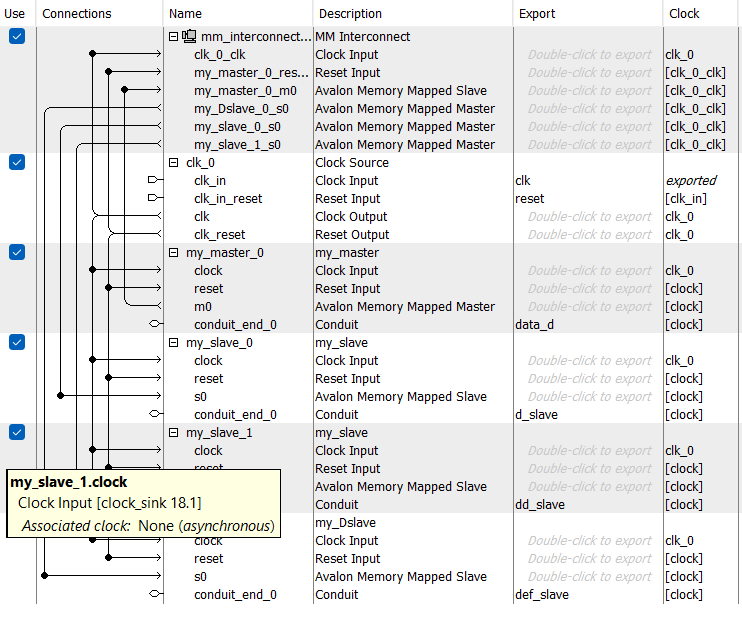 Use Connections Name Description Export Clock
mm_interconnect... MM Interconnect
clk_0_clk Clock Input Double-click to export clk_0
my_master_0_res... Reset Input Double-click to export [clk_0_clk]
my_master_0_m0 Avalon Memory Mapped Slave Double-click to export [clk_0_clk]
my_Dslave_0_s0 Avalon Memory Mapped Master Double-click to export [clk_0_clk]
my_slave_0_s0 Avalon Memory Mapped Master Double-click to export [clk_0_clk]
my_slave_1_s0 Avalon Memory Mapped Master Double-click to export [clk_0_clk]
clk_0 Clock Source
clk_in Clock Input clk exported
clk_in_reset Reset Input reset [clk_in]
clk Clock Output Double-click to export clk_0
clk_reset Reset Output Double-click to export clk_0
my_master_0 my_master
clock Clock Input Double-click to export clk_0
reset Reset Input Double-click to export [clock]
m0 Avalon Memory Mapped Master Double-click to export [clock]
conduit_end_0 Conduit data_d [clock]
my_slave_0 my_slave
clock Clock Input Double-click to export clk_0
reset Reset Input Double-click to export [clock]
s0 Avalon Memory Mapped Slave Double-click to export [clock]
conduit_end_0 Conduit d_slave [clock]
my_slave_1 my_slave
clock Clock Input Double-click to export clk_0
reset Reset Input Double-click to export [clock]
my_slave_1.clock
Avalon Memory Mapped Slave Double-click to export [clock]
Clock Input [clock_sink 18.1]
Conduit dd_slave [clock]
Associated clock: None (asynchronous)
my_Dslave
clock Clock Input Double-click to export clk_0
reset Reset Input Double-click to export [clock]
s0 Avalon Memory Mapped Slave Double-click to export [clock]
conduit_end_0 Conduit def_slave [clock]